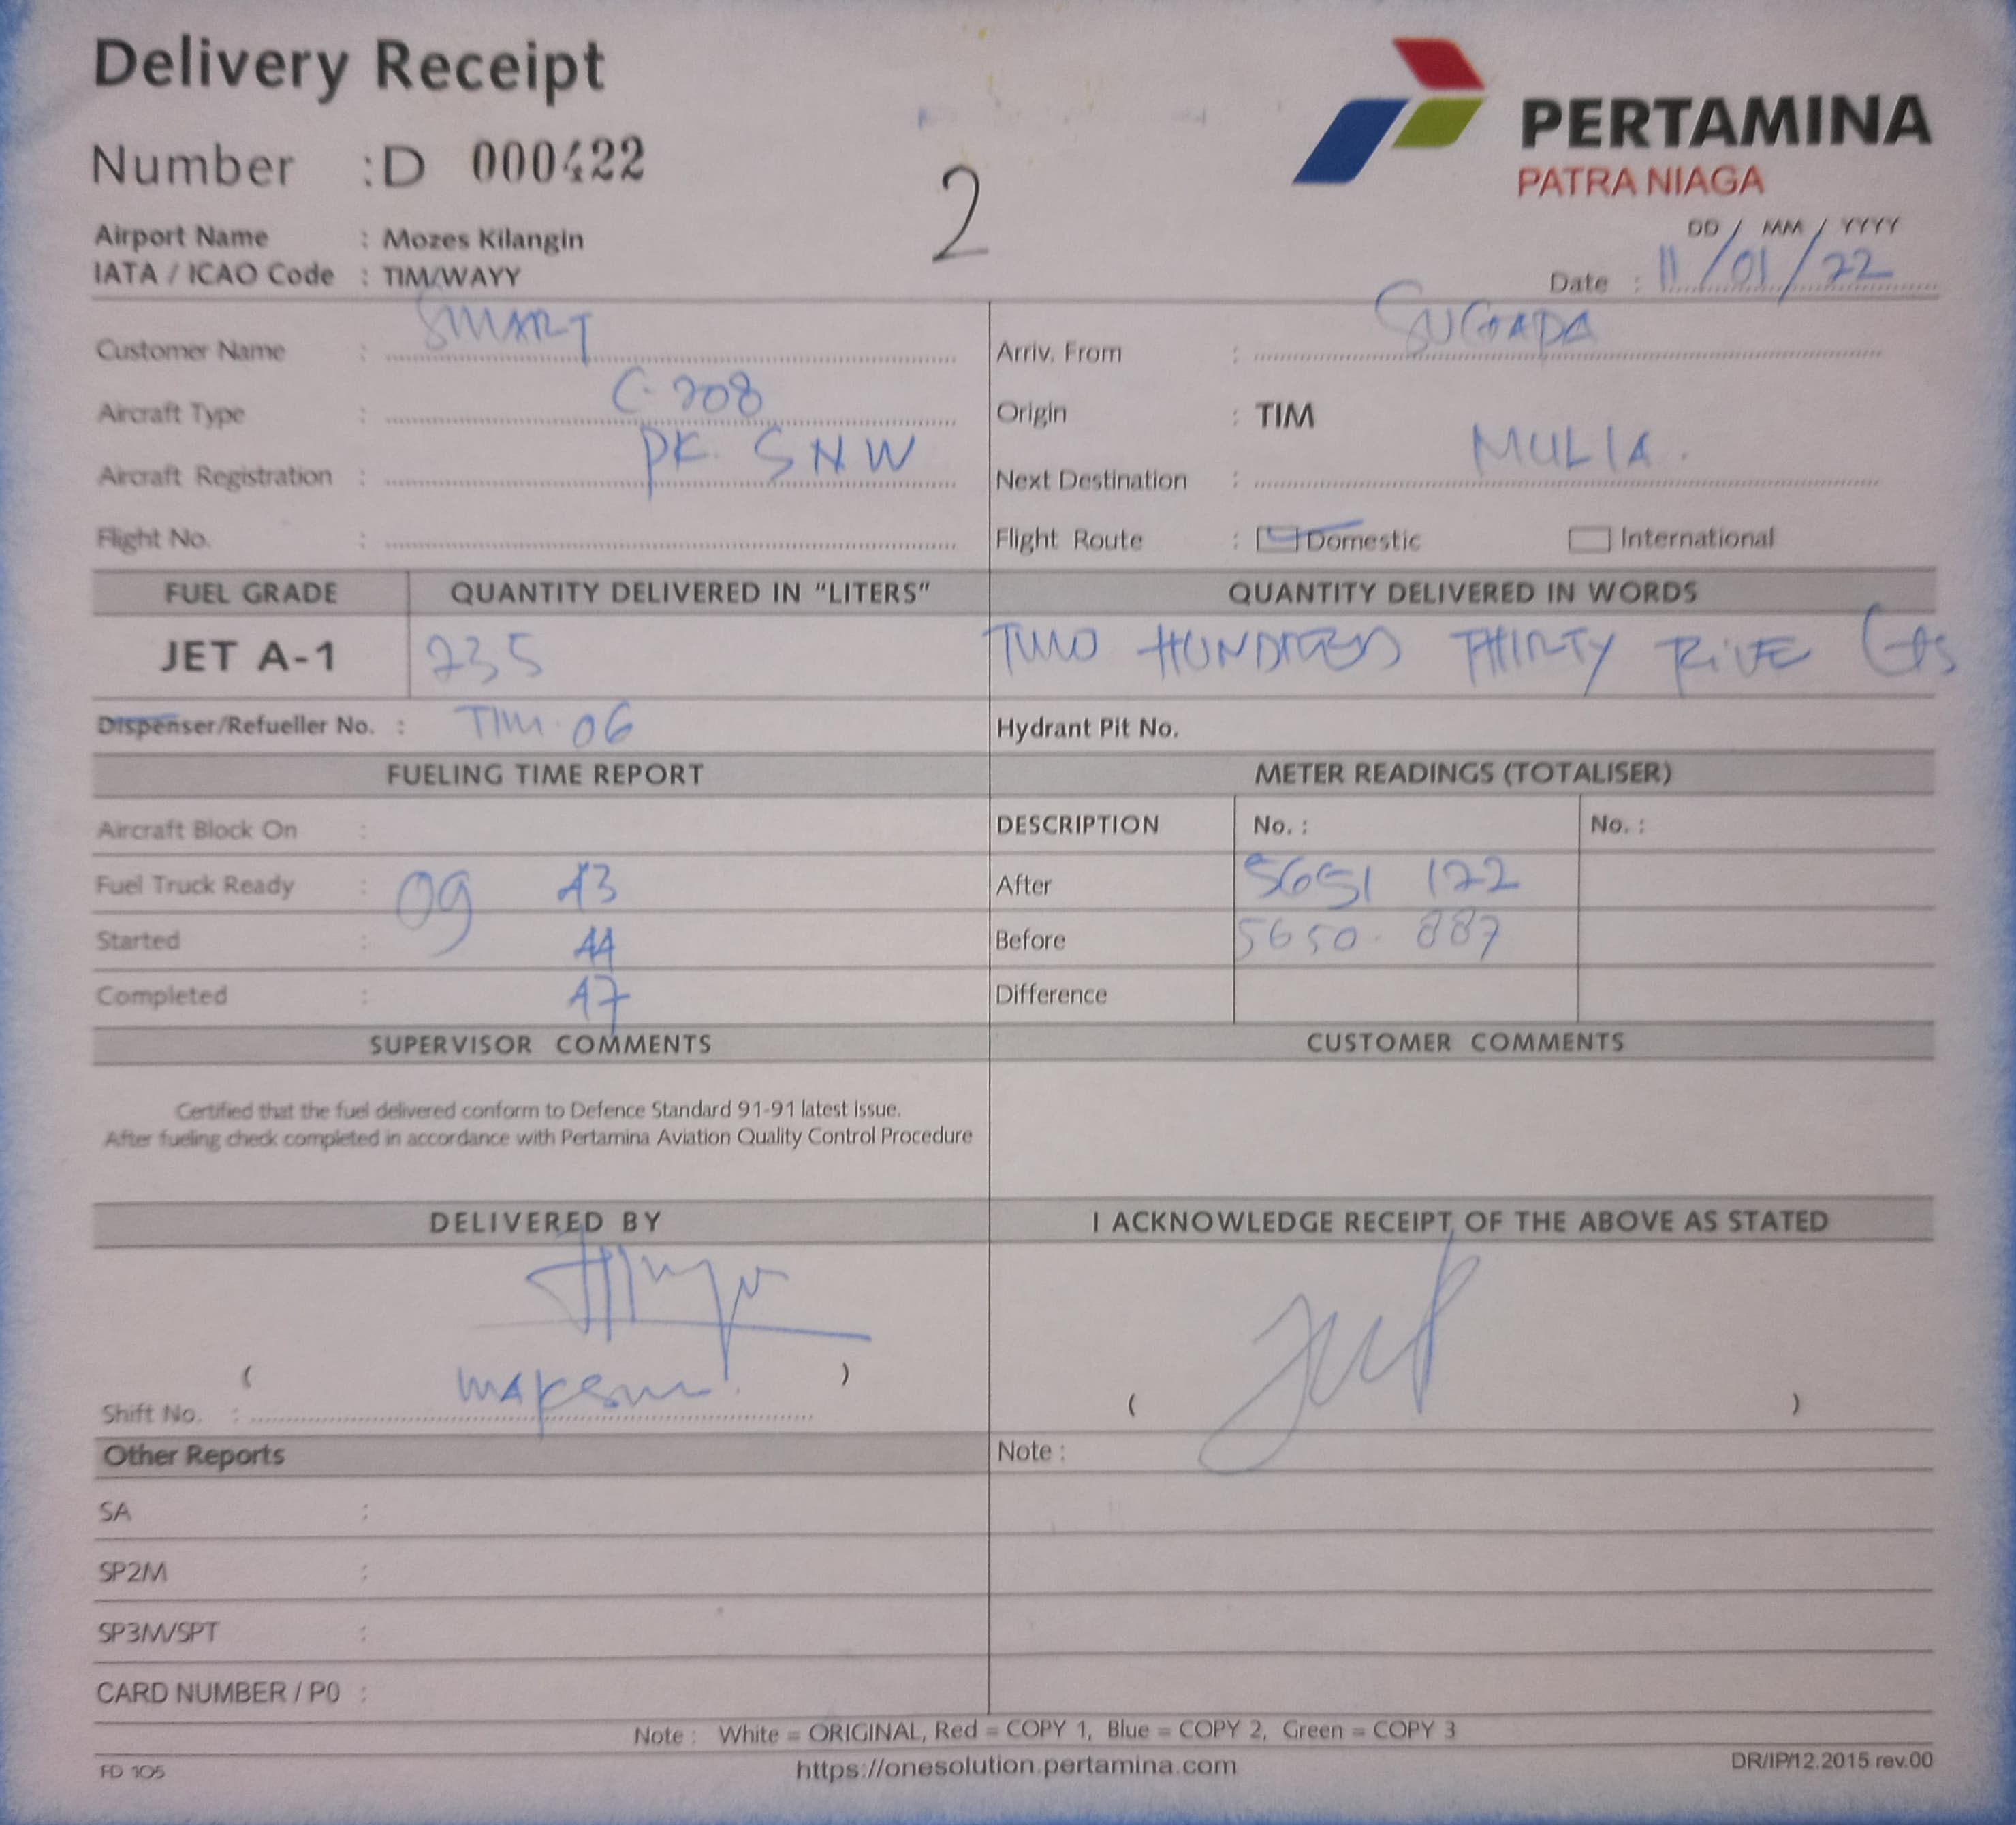 Delivery Receipt
Number : D 000422
2
PERTAMINA
PATRA NIAGA
Airport Name : Mozes Kilangin
IATA / ICAO Code : TIM/WAYY
DD / MM / YYYY
Date : 11/01/22
Customer Name : SMART
Arriv. From : SUGAPA
Aircraft Type : C 208
Origin : TIM
Aircraft Registration : PK. SNW
Next Destination : MULIA.
Flight No. :
Flight Route : Domestic International
FUEL GRADE QUANTITY DELIVERED IN "LITERS" QUANTITY DELIVERED IN WORDS
JET A-1 235 TWO HUNDRED THIRTY FIVE
Dispenser/Refueller No. : TIM. 06
Hydrant Pit No.
FUELING TIME REPORT METER READINGS (TOTALISER)
Aircraft Block On :
DESCRIPTION No. : No. :
Fuel Truck Ready : 09 43
After 5651 122
Started : 44
Before 5650. 887
Completed : 47
Difference
SUPERVISOR COMMENTS CUSTOMER COMMENTS
Certified that the fuel delivered conform to Defence Standard 91-91 latest issue.
After fueling check completed in accordance with Pertamina Aviation Quality Control Procedure
DELIVERED BY I ACKNOWLEDGE RECEIPT OF THE ABOVE AS STATED
( )
( )
Shift No. :
Other Reports
Note :
SA :
SP2M :
SP3M/SPT :
CARD NUMBER / P0 :
Note : White = ORIGINAL, Red = COPY 1, Blue = COPY 2, Green = COPY 3
FD 105
https://onesolution.pertamina.com
DR/IP/12.2015 rev.00